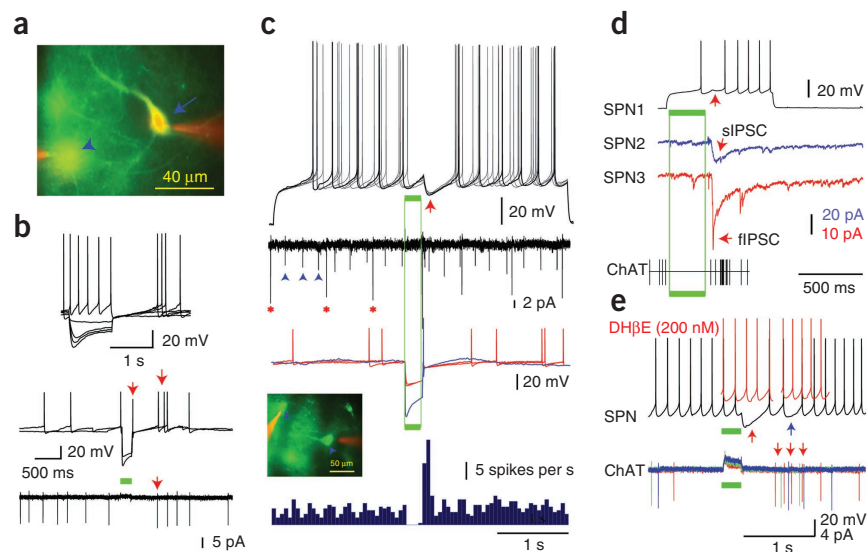 a
40 µm
b
20 mV
1 s
20 mV
500 ms
5 pA
c
20 mV
2 pA
20 mV
50 µm
5 spikes per s
1 s
d
20 mV
SPN1
sIPSC
SPN2
SPN3
20 pA
10 pA
fIPSC
ChAT
500 ms
e
DHβE (200 nM)
SPN
ChAT
20 mV
4 pA
1 s